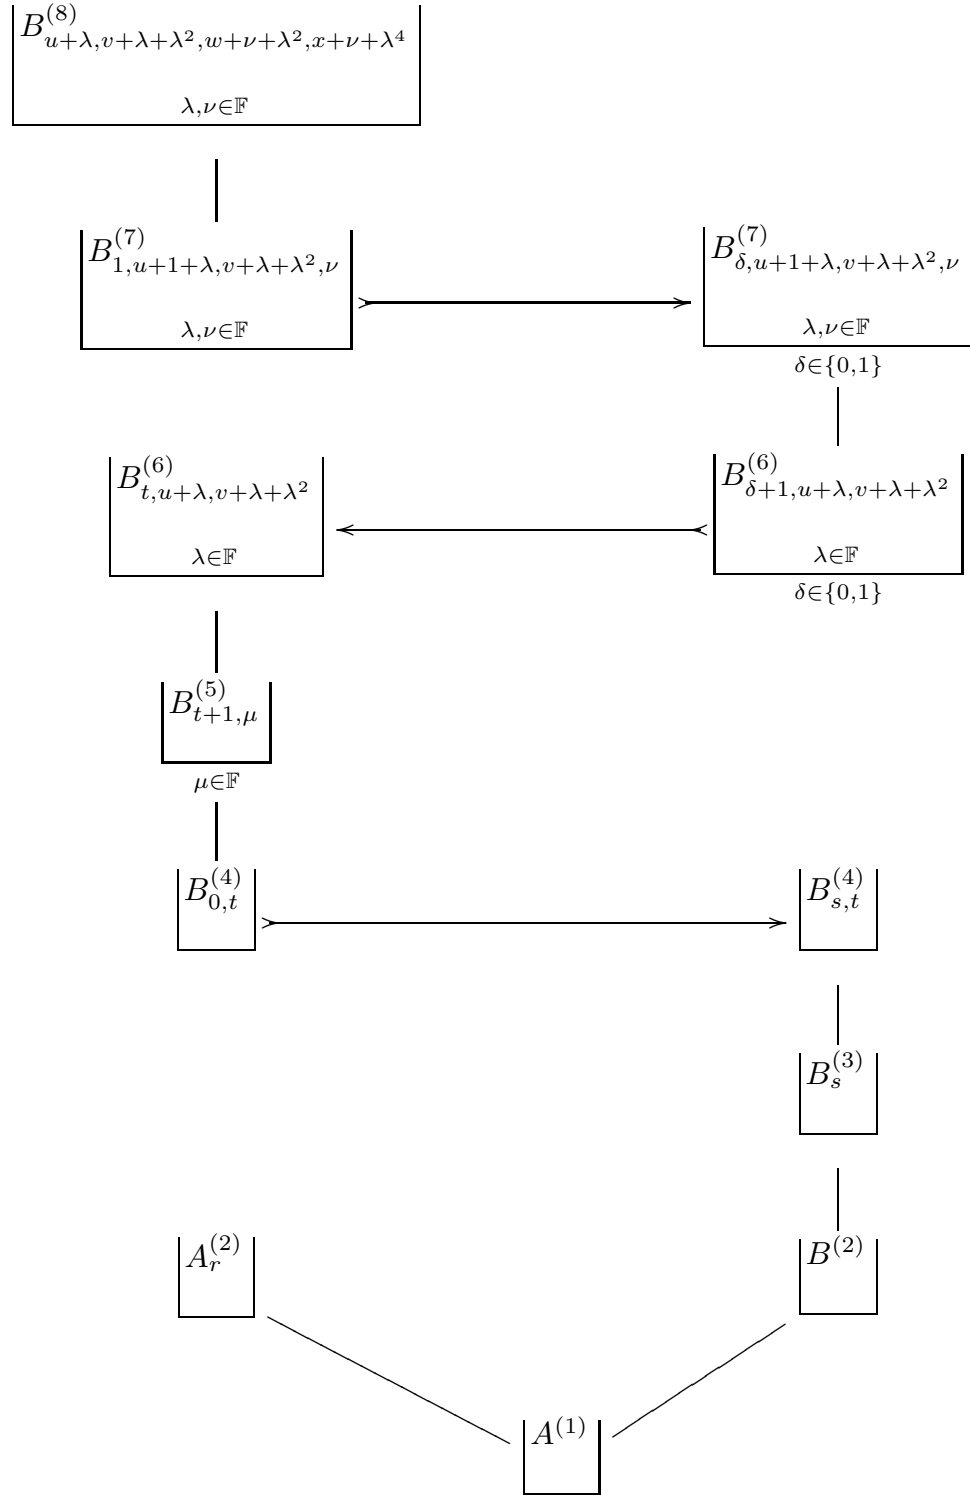 B^{(8)}_{u+λ,v+λ+λ^2,w+ν+λ^2,x+ν+λ^4}
λ,ν∈𝔽
B^{(7)}_{1,u+1+λ,v+λ+λ^2,ν}
λ,ν∈𝔽
B^{(7)}_{δ,u+1+λ,v+λ+λ^2,ν}
λ,ν∈𝔽
δ∈{0,1}
B^{(6)}_{t,u+λ,v+λ+λ^2}
λ∈𝔽
B^{(6)}_{δ+1,u+λ,v+λ+λ^2}
λ∈𝔽
δ∈{0,1}
B^{(5)}_{t+1,μ}
μ∈𝔽
B^{(4)}_{0,t}
B^{(4)}_{s,t}
B^{(3)}_s
A^{(2)}_r
B^{(2)}
A^{(1)}